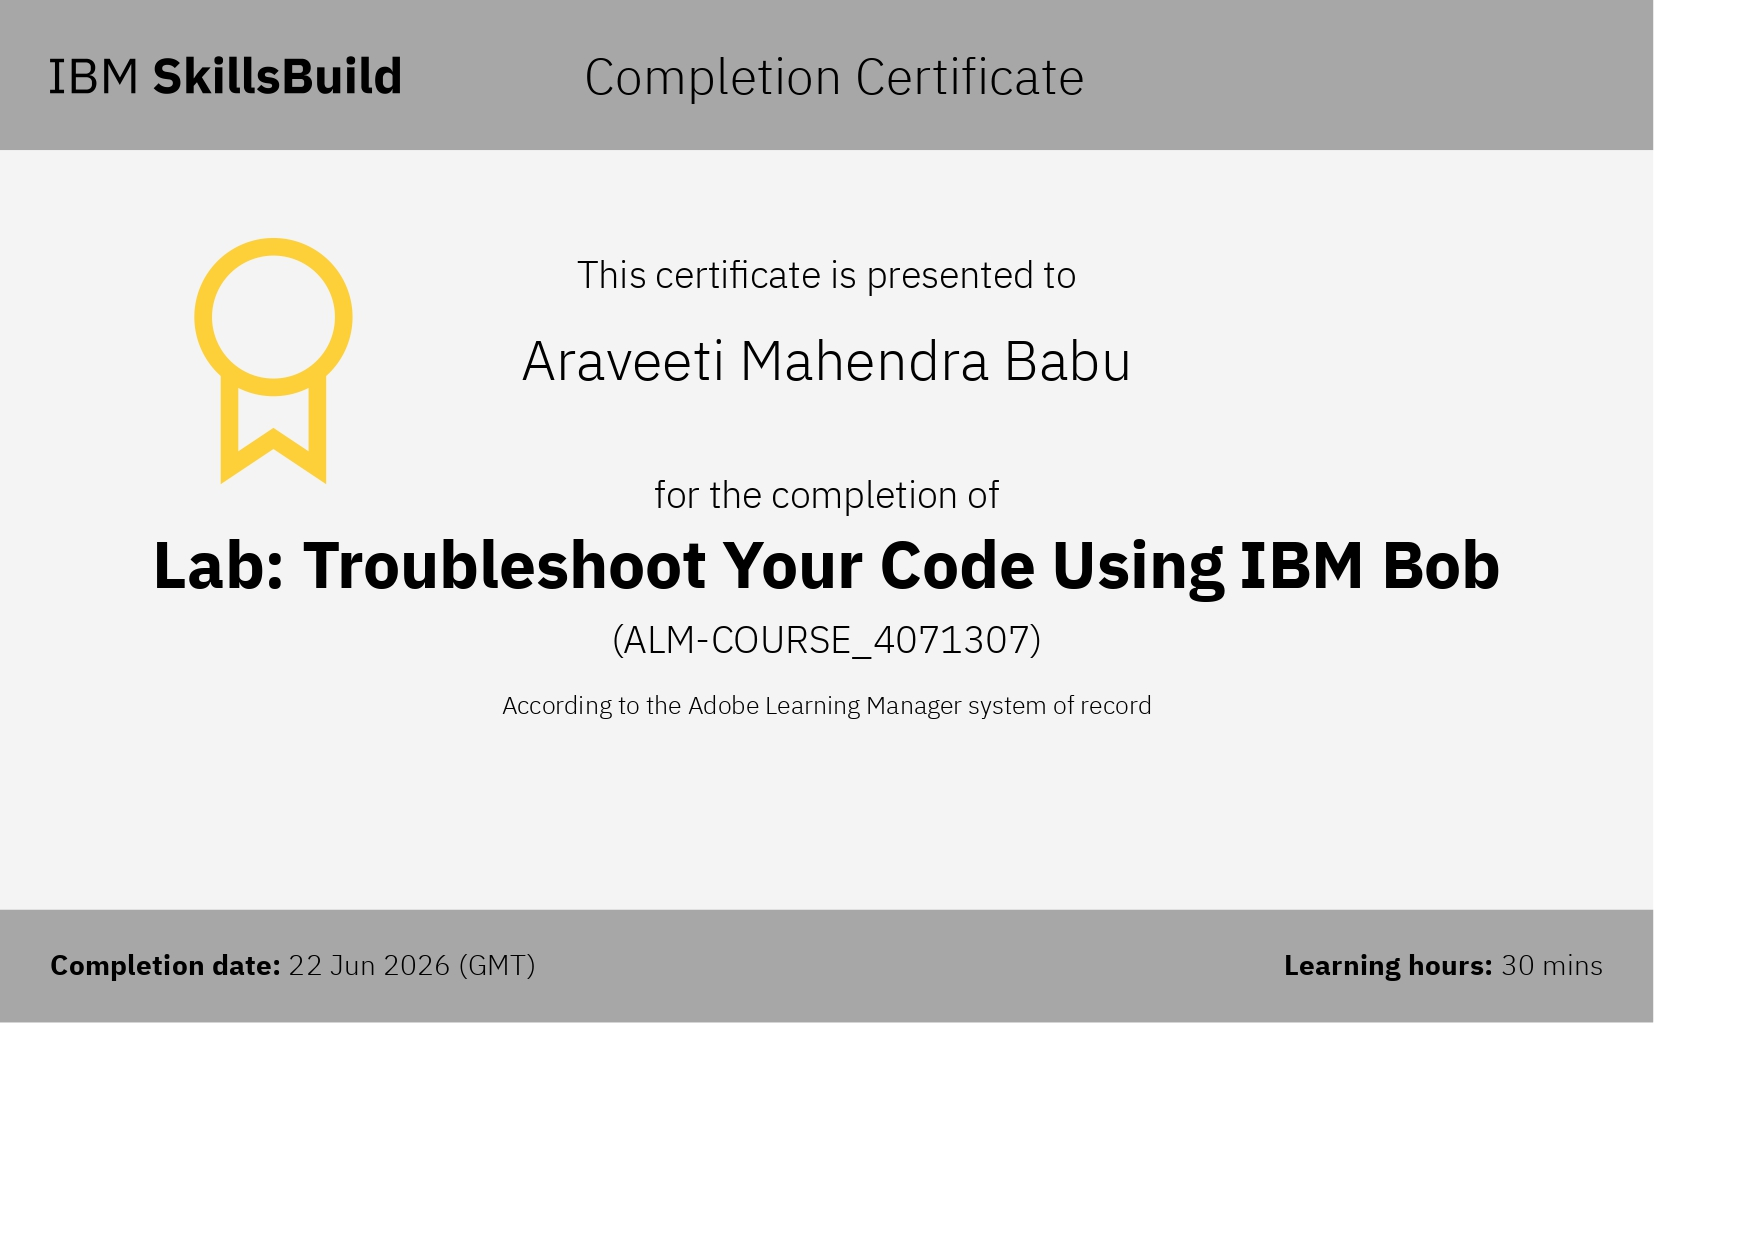 IBM SkillsBuild
Completion Certificate
This certificate is presented to
Araveeti Mahendra Babu
for the completion of
Lab: Troubleshoot Your Code Using IBM Bob
(ALM-COURSE_4071307)
According to the Adobe Learning Manager system of record
Completion date: 22 Jun 2026 (GMT)
Learning hours: 30 mins